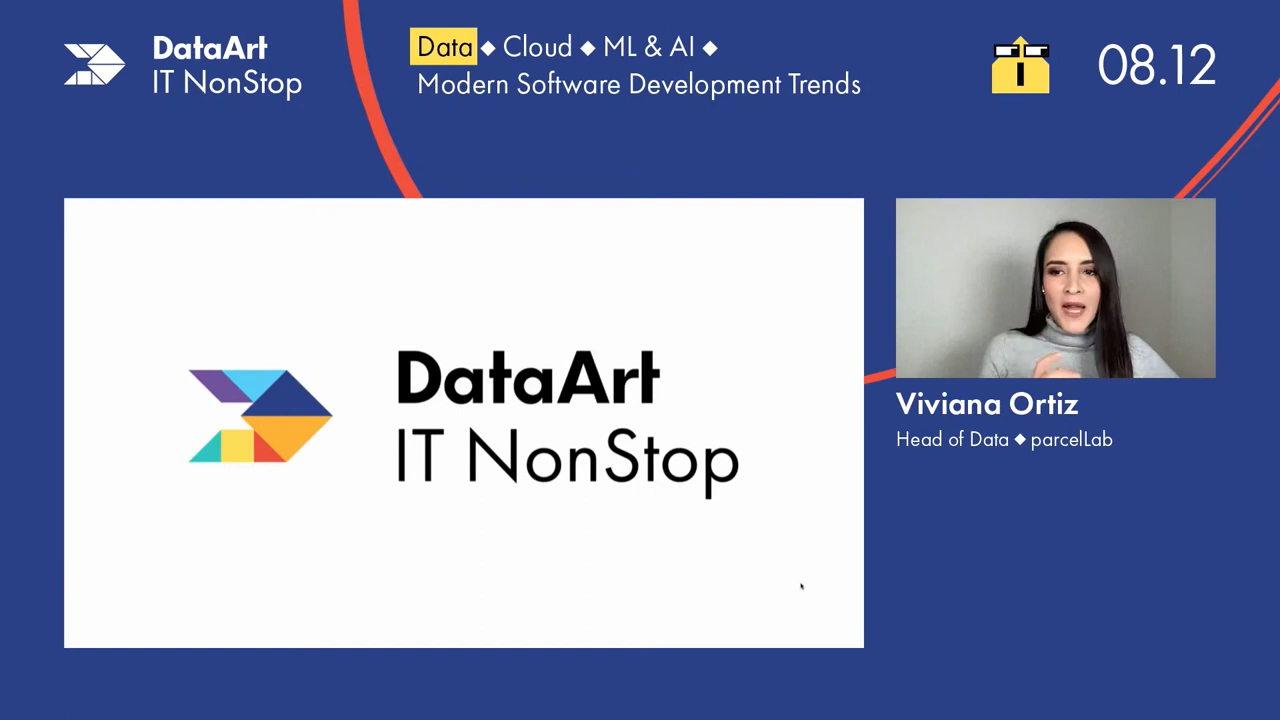 DataArt
IT NonStop
Data ◆ Cloud ◆ ML & AI ◆
Modern Software Development Trends
08.12
DataArt
IT NonStop
Viviana Ortiz
Head of Data ◆ parcelLab